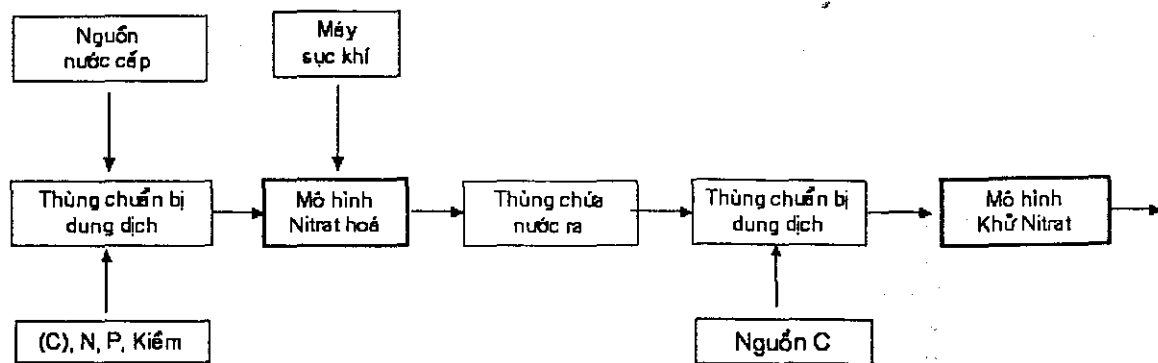 Nguồn
nước cấp
Máy
sục khí
Thùng chuẩn bị
dung dịch
Mô hình
Nitrat hoá
Thùng chứa
nước ra
Thùng chuẩn bị
dung dịch
Mô hình
Khử Nitrat
(C), N, P, Kiềm
Nguồn C